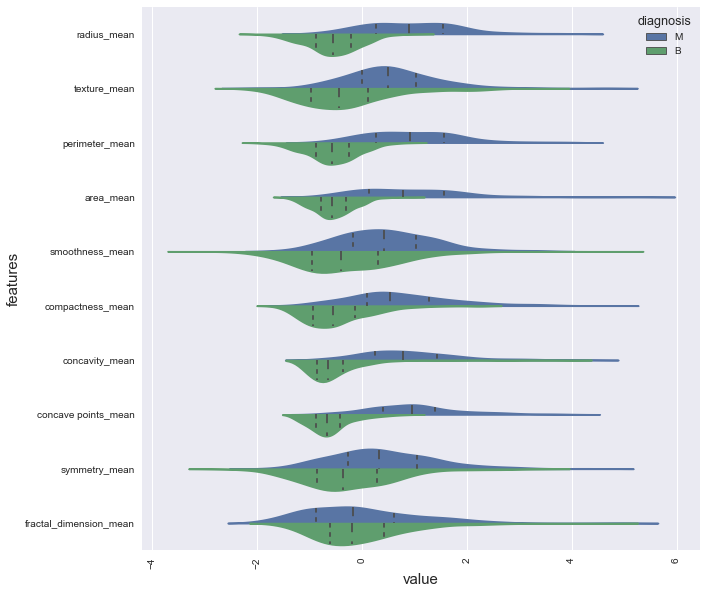 diagnosis
M
B
radius_mean
texture_mean
perimeter_mean
area_mean
smoothness_mean
compactness_mean
concavity_mean
concave points_mean
symmetry_mean
fractal_dimension_mean
features
−4
−2
0
2
4
6
value